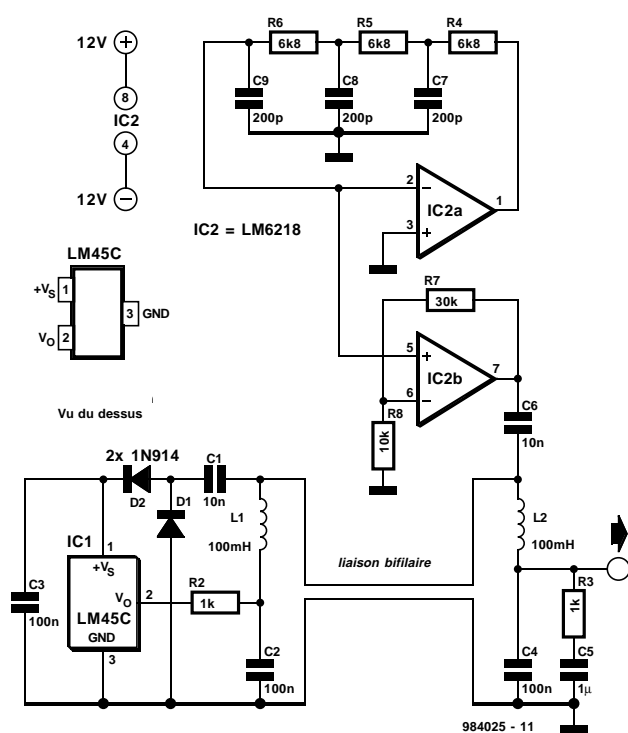 R6
R5
R4
12V
+
6k8
6k8
6k8
C9
C8
C7
8
200p
200p
200p
IC2
4
12V
−
2
−
1
IC2a
3
+
IC2 = LM6218
LM45C
+VS
1
3
GND
VO
2
R7
30k
5
+
7
IC2b
6
−
Vu du dessus
R8
10k
C6
10n
2x 1N914
C1
D2
D1
10n
L1
L2
IC1
1
100mH
100mH
+VS
liaison bifilaire
C3
R2
R3
VO
2
1k
1k
100n
LM45C
GND
3
C2
C4
C5
100n
100n
1µ
984025 - 11